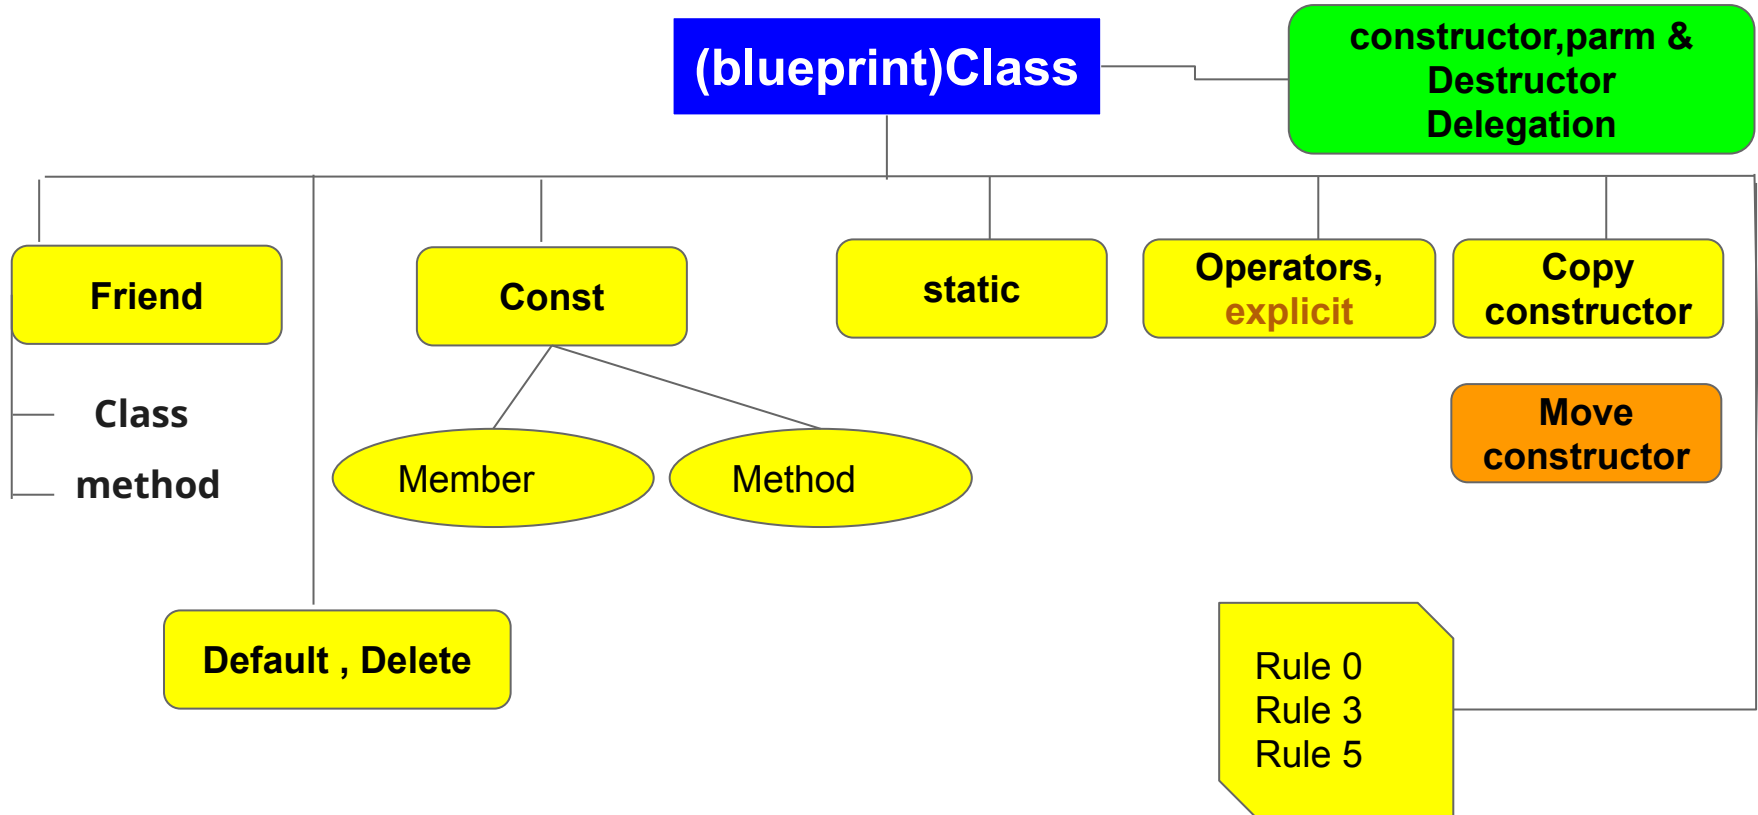 (blueprint)Class
constructor,parm &
Destructor
Delegation
Friend
Const
static
Operators,
explicit
Copy
constructor
Class
method
Member
Method
Move
constructor
Default , Delete
Rule 0
Rule 3
Rule 5